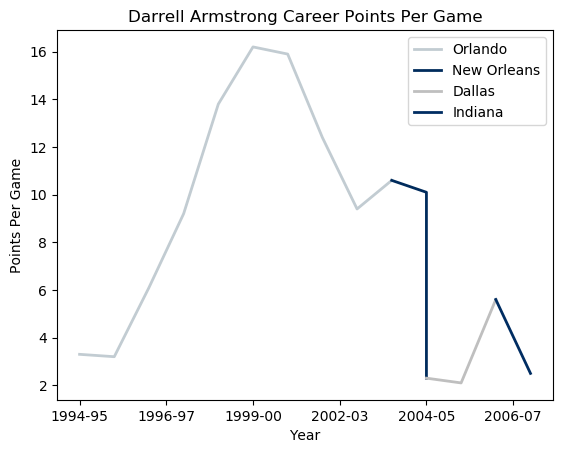 Darrell Armstrong Career Points Per Game
Orlando
New Orleans
Dallas
Indiana
Points Per Game
16
14
12
10
8
6
4
2
1994-95
1996-97
1999-00
2002-03
2004-05
2006-07
Year